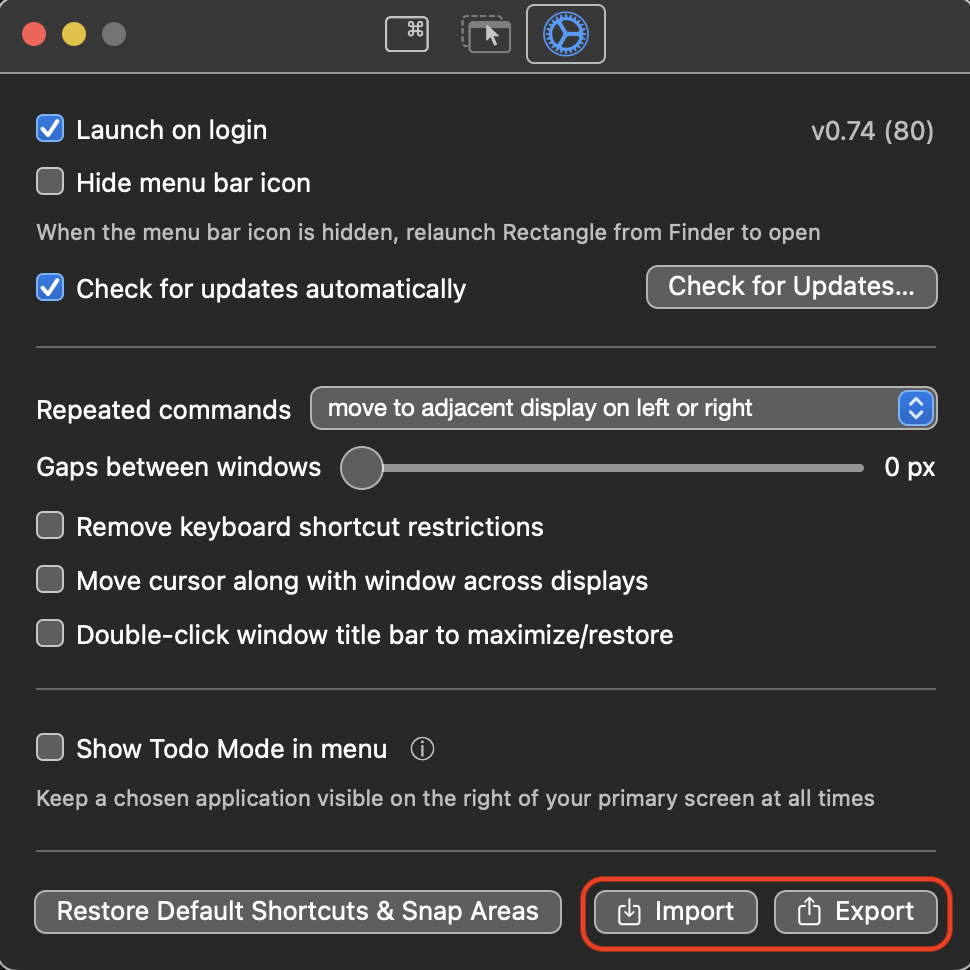 ⌘
Launch on login
v0.74 (80)
Hide menu bar icon
When the menu bar icon is hidden, relaunch Rectangle from Finder to open
Check for updates automatically
Check for Updates...
Repeated commands
move to adjacent display on left or right
Gaps between windows
0 px
Remove keyboard shortcut restrictions
Move cursor along with window across displays
Double-click window title bar to maximize/restore
Show Todo Mode in menu
Keep a chosen application visible on the right of your primary screen at all times
Restore Default Shortcuts & Snap Areas
Import
Export